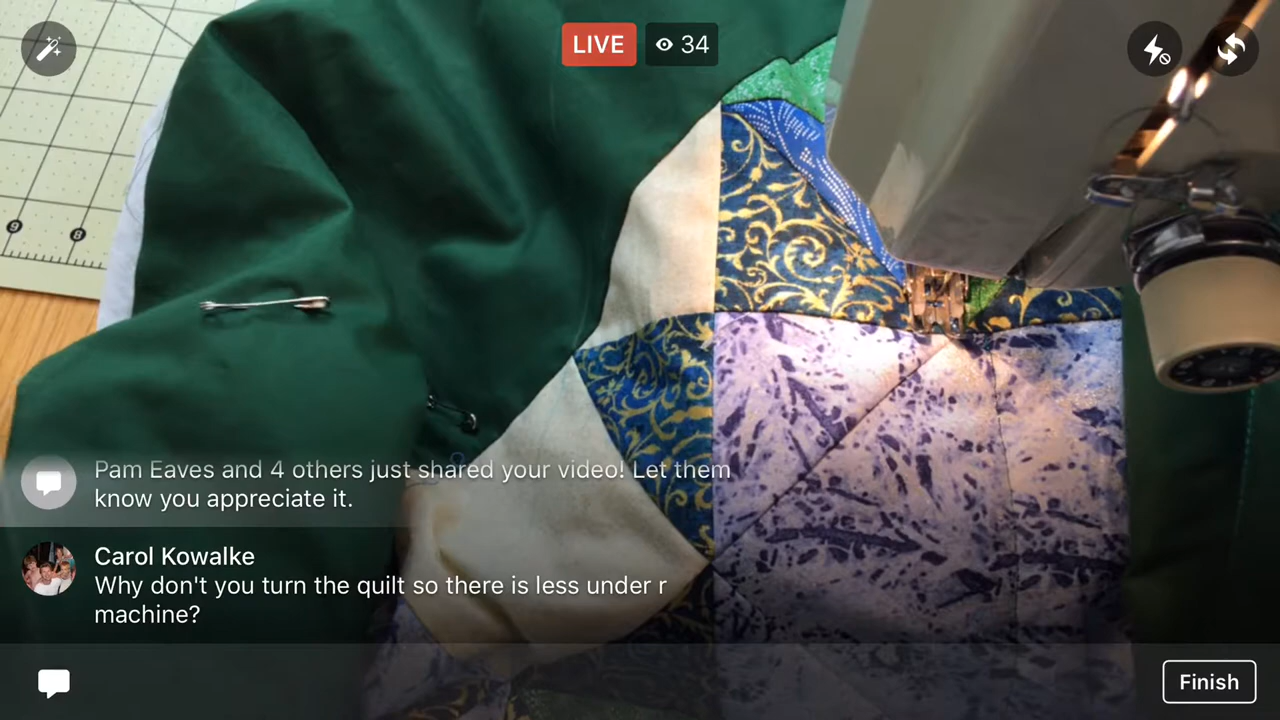 LIVE 34
9 8
Pam Eaves and 4 others just shared your video! Let them
know you appreciate it.
Carol Kowalke
Why don't you turn the quilt so there is less under r
machine?
Finish